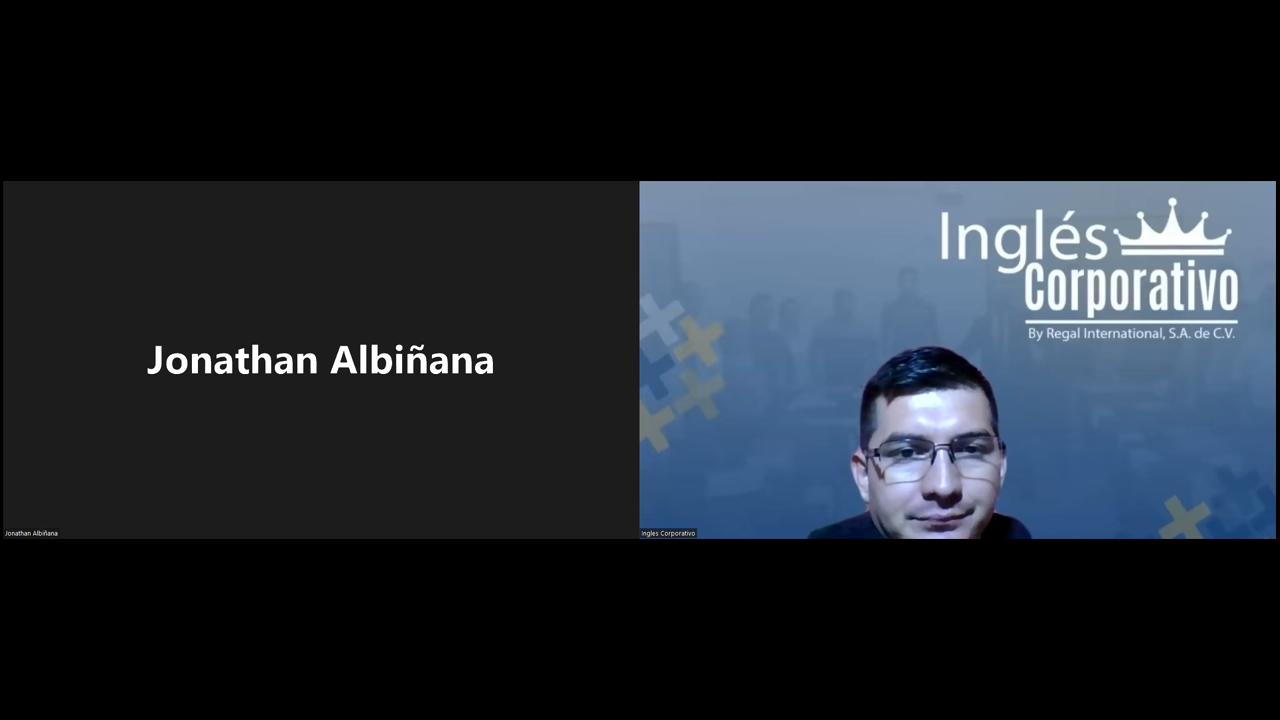 Jonathan Albiñana
Jonathan Albiñana
Inglés
Corporativo
By Regal International, S.A. de C.V.
Ingles Corporativo